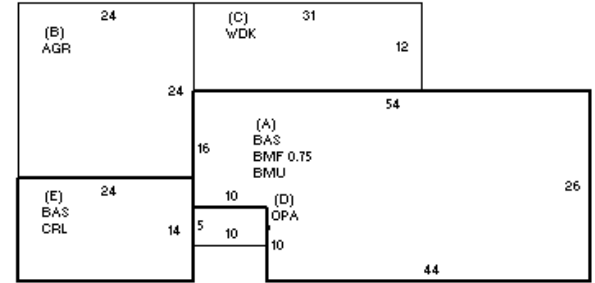 24
(B)
AGR
(C)
WDK
31
12
24
54
(A)
BAS
BMF 0.75
BMU
16
26
24
(E)
BAS
CRL
14
10
(D)
OPA
5
10
10
44